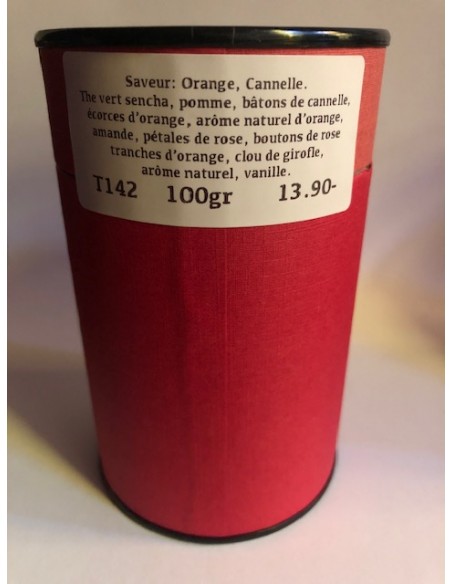 Saveur: Orange, Cannelle.
The vert sencha, pomme, bâtons de cannelle,
écorces d'orange, arôme naturel d'orange,
amande, pétales de rose, boutons de rose
tranches d'orange, clou de girofle,
arôme naturel, vanille.
T142 100gr 13.90-